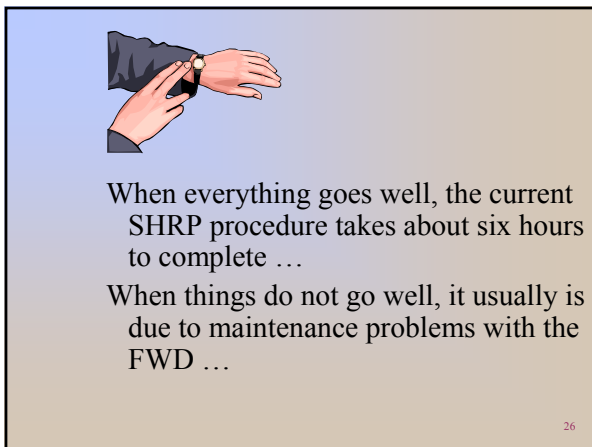 When everything goes well, the current
SHRP procedure takes about six hours
to complete …
When things do not go well, it usually is
due to maintenance problems with the
FWD …
26